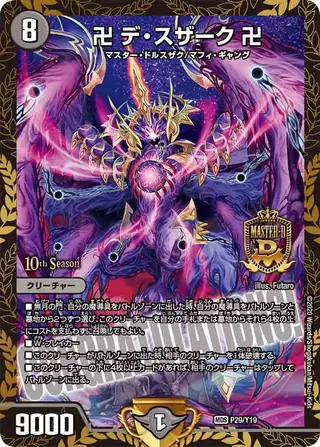 8
卍 デ・スザーク 卍
マスター・ドルスザク/マフィ・ギャング
MASTER-D
10th Season
illus. Futaro
クリーチャー
■無月の門:自分の魔導具をバトルゾーンに出した時、自分の魔導具をバトルゾーンと
墓地から2つずつ選び、このクリーチャーを自分の手札または墓地からそれら4枚の上
にコストを支払わずに召喚してもよい。
■W・ブレイカー
■このクリーチャーがバトルゾーンに出た時、相手のクリーチャーを1体破壊する。
■このクリーチャーの下に4枚以上カードがあれば、相手のクリーチャーはタップして
バトルゾーンに出る。
9000
1
MDS P29/Y19
©2020 Wizards/Shogakukan/Mitsui-Kids